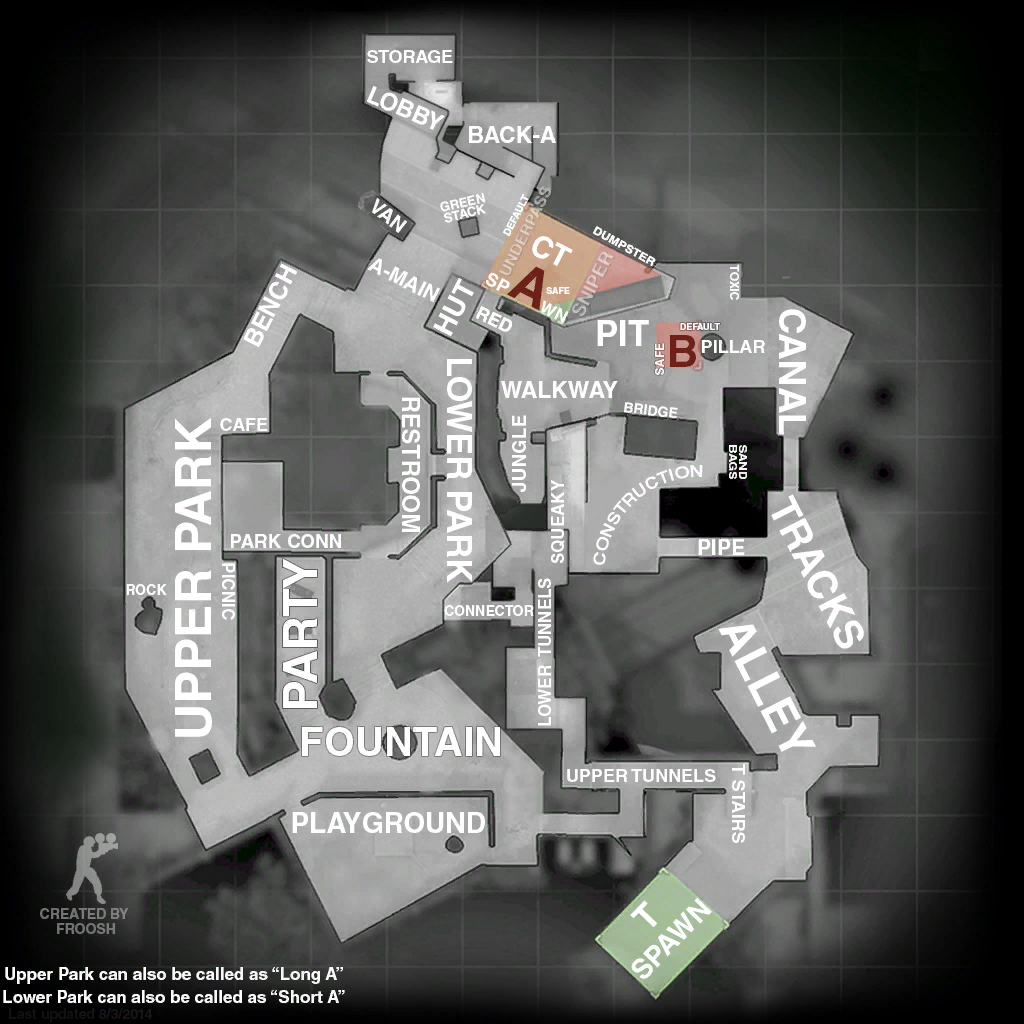 STORAGE
LOBBY
BACK-A
GREEN
STACK
VAN
DEFAULT
UNDERPASS
DUMPSTER
CT
SP
AWN
A
SAFE
SNIPER
A-MAIN
HUT
RED
BENCH
TOXIC
PIT
DEFAULT
SAFE
B
PILLAR
CANAL
WALKWAY
BRIDGE
LOWER PARK
RESTROOM
CAFE
UPPER PARK
JUNGLE
SQUEAKY
SAND
BAGS
CONSTRUCTION
TRACKS
PARK CONN
PIPE
ROCK
PICNIC
PARTY
CONNECTOR
LOWER TUNNELS
ALLEY
FOUNTAIN
UPPER TUNNELS
T STAIRS
PLAYGROUND
T
SPAWN
CREATED BY
FROOSH
Upper Park can also be called as “Long A”
Lower Park can also be called as “Short A”
Last updated 8/3/2014